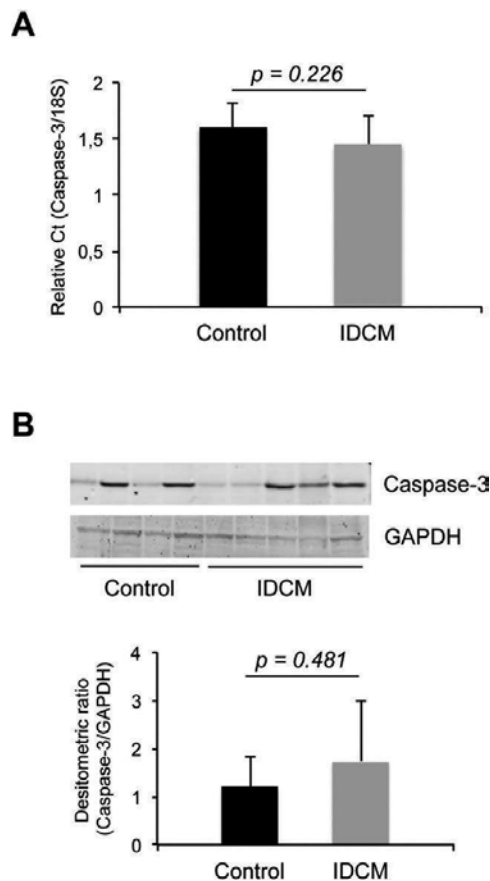 A
Relative Ct (Caspase-3/18S)
2
1,5
1
0,5
0
p = 0.226
Control
IDCM
B
Caspase-3
GAPDH
Control
IDCM
Desitometric ratio
(Caspase-3/GAPDH)
4
3
2
1
0
p = 0.481
Control
IDCM